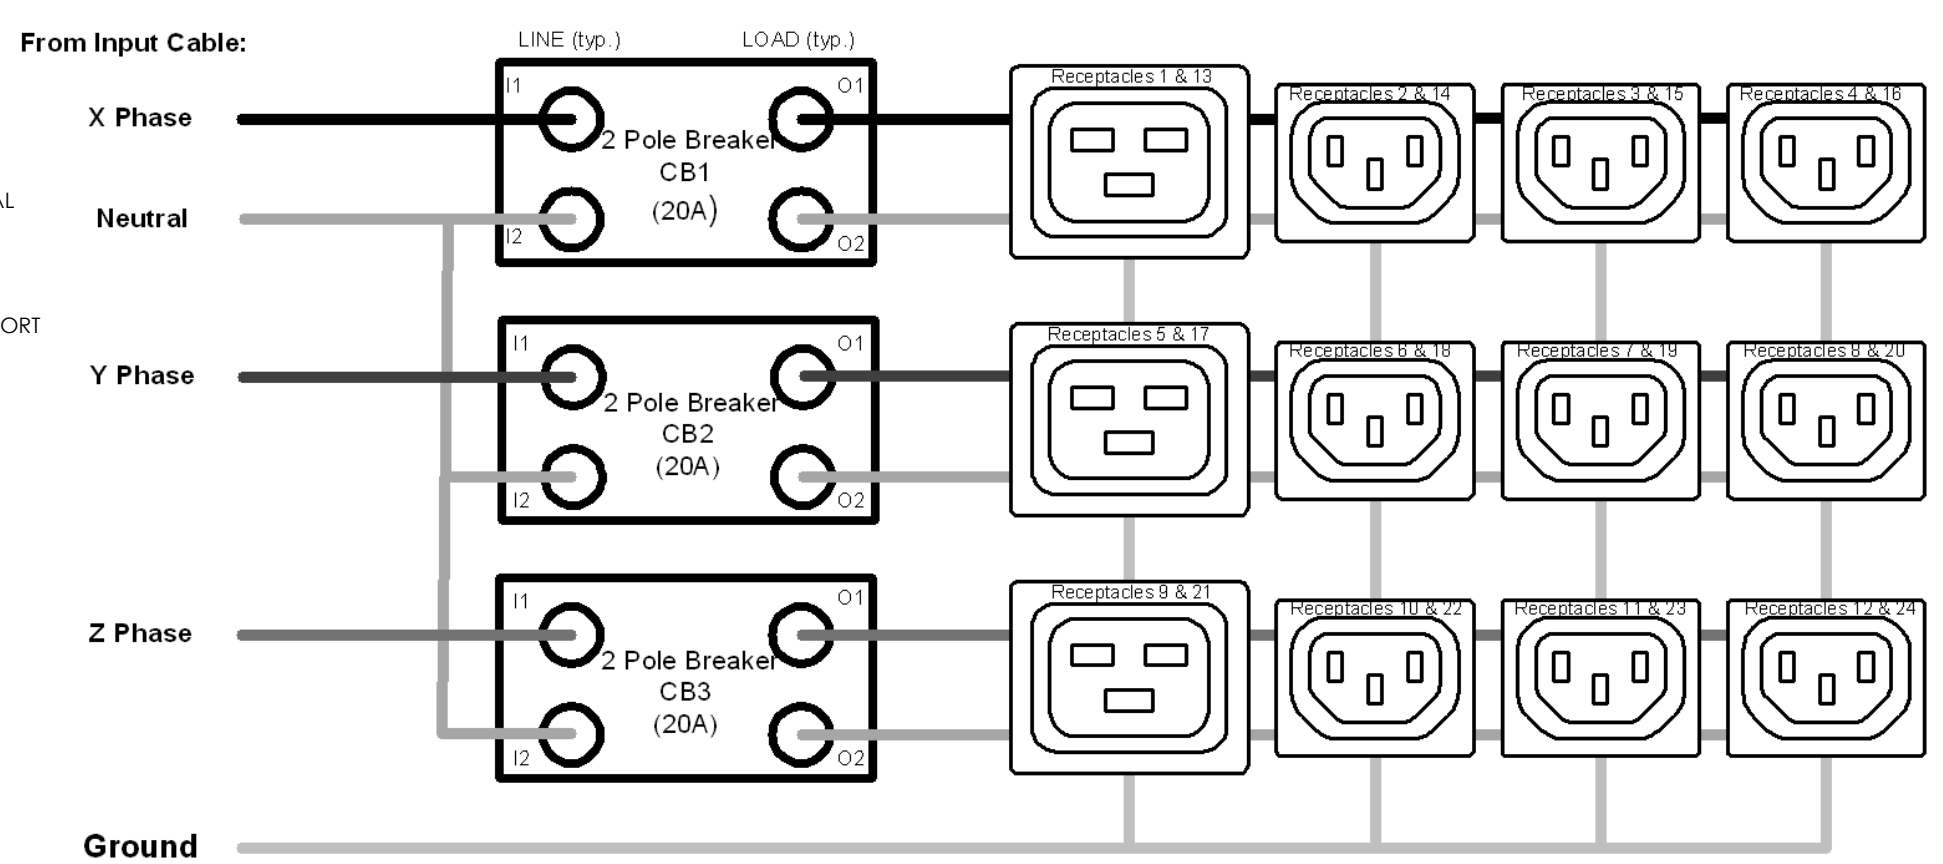 From Input Cable:
LINE (typ.)
LOAD (typ.)
X Phase
I1
O1
2 Pole Breaker
CB1
(20A)
Neutral
I2
O2
Receptacles 1 & 13
Receptacles 2 & 14
Receptacles 3 & 15
Receptacles 4 & 16
AL
ORT
Y Phase
I1
O1
2 Pole Breaker
CB2
(20A)
I2
O2
Receptacles 5 & 17
Receptacles 6 & 18
Receptacles 7 & 19
Receptacles 8 & 20
Z Phase
I1
O1
2 Pole Breaker
CB3
(20A)
I2
O2
Receptacles 9 & 21
Receptacles 10 & 22
Receptacles 11 & 23
Receptacles 12 & 24
Ground